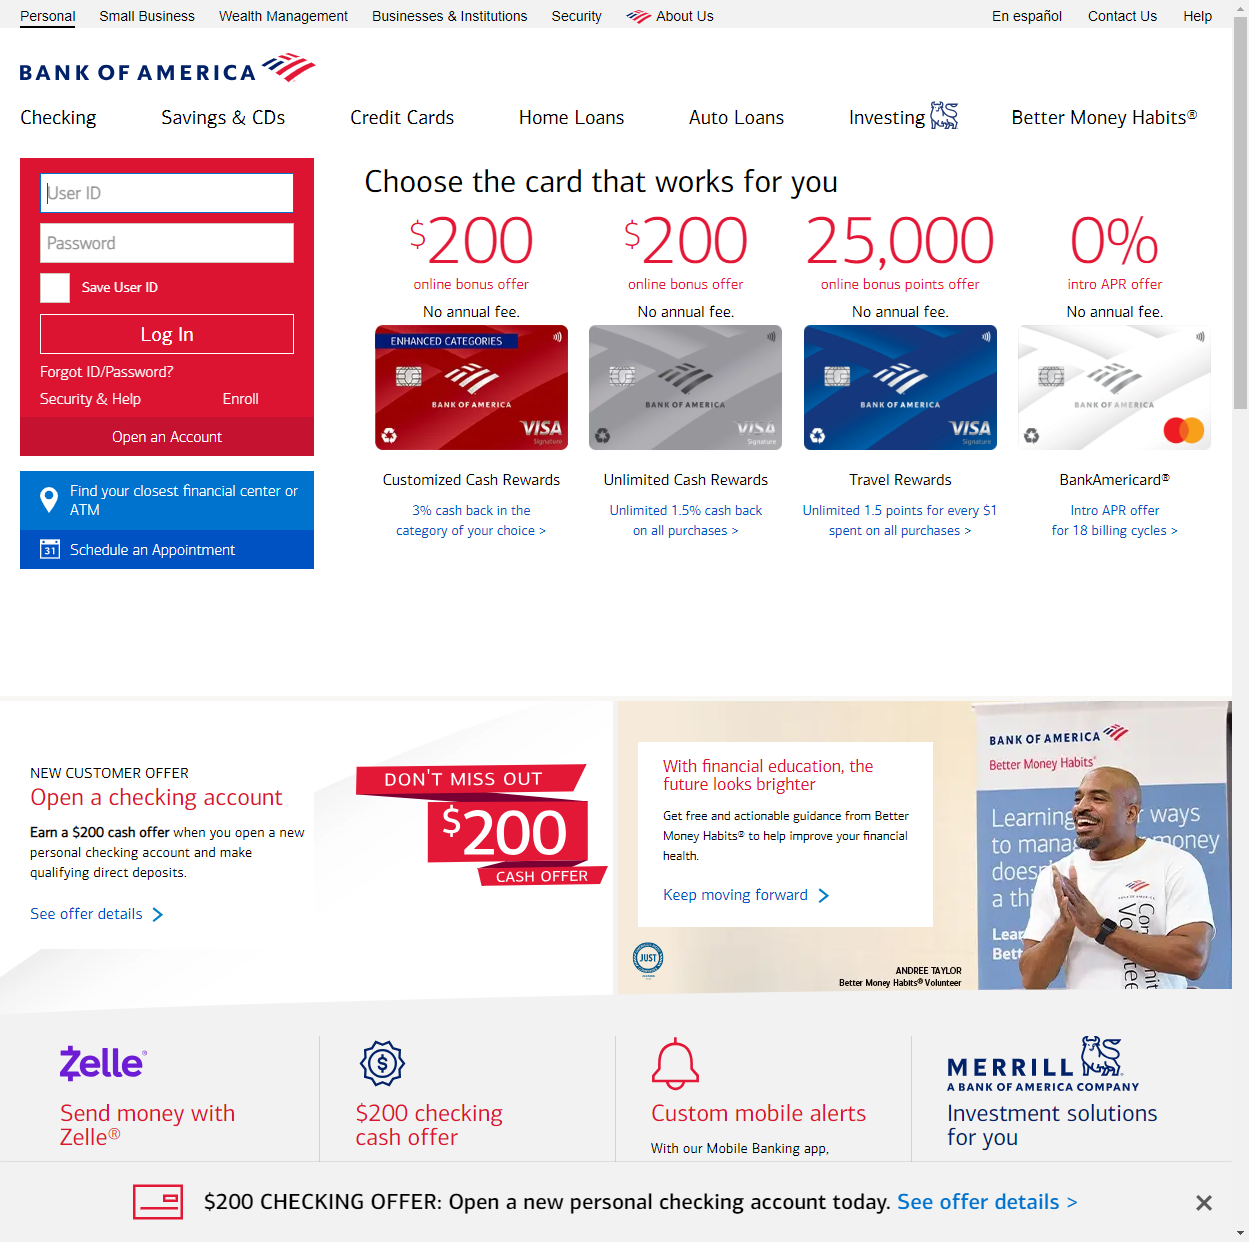 Personal
Small Business
Wealth Management
Businesses & Institutions
Security
About Us
En español
Contact Us
Help
BANK OF AMERICA
Checking
Savings & CDs
Credit Cards
Home Loans
Auto Loans
Investing
Better Money Habits®
User ID
Password
Save User ID
Log In
Forgot ID/Password?
Security & Help
Enroll
Open an Account
Find your closest financial center or
ATM
31
Schedule an Appointment
Choose the card that works for you
$200
online bonus offer
No annual fee.
ENHANCED CATEGORIES
BANK OF AMERICA
VISA
Signature
Customized Cash Rewards
3% cash back in the
category of your choice >
$200
online bonus offer
No annual fee.
BANK OF AMERICA
VISA
Signature
Unlimited Cash Rewards
Unlimited 1.5% cash back
on all purchases >
25,000
online bonus points offer
No annual fee.
BANK OF AMERICA
VISA
Signature
Travel Rewards
Unlimited 1.5 points for every $1
spent on all purchases >
0%
intro APR offer
No annual fee.
BANK OF AMERICA
BankAmericard®
Intro APR offer
for 18 billing cycles >
NEW CUSTOMER OFFER
Open a checking account
Earn a $200 cash offer when you open a new
personal checking account and make
qualifying direct deposits.
See offer details
DON'T MISS OUT
$200
CASH OFFER
With financial education, the
future looks brighter
Get free and actionable guidance from Better
Money Habits® to help improve your financial
health.
Keep moving forward
JUST
ANDREE TAYLOR
Better Money Habits® Volunteer
BANK OF AMERICA
Better Money Habits
Learning
ways
to mana
money
does
a thi
Lear
Bett
$
Send money with
Zelle®
Zelle
$200 checking
cash offer
Custom mobile alerts
With our Mobile Banking app,
MERRILL
A BANK OF AMERICA COMPANY
Investment solutions
for you
$200 CHECKING OFFER: Open a new personal checking account today. See offer details >